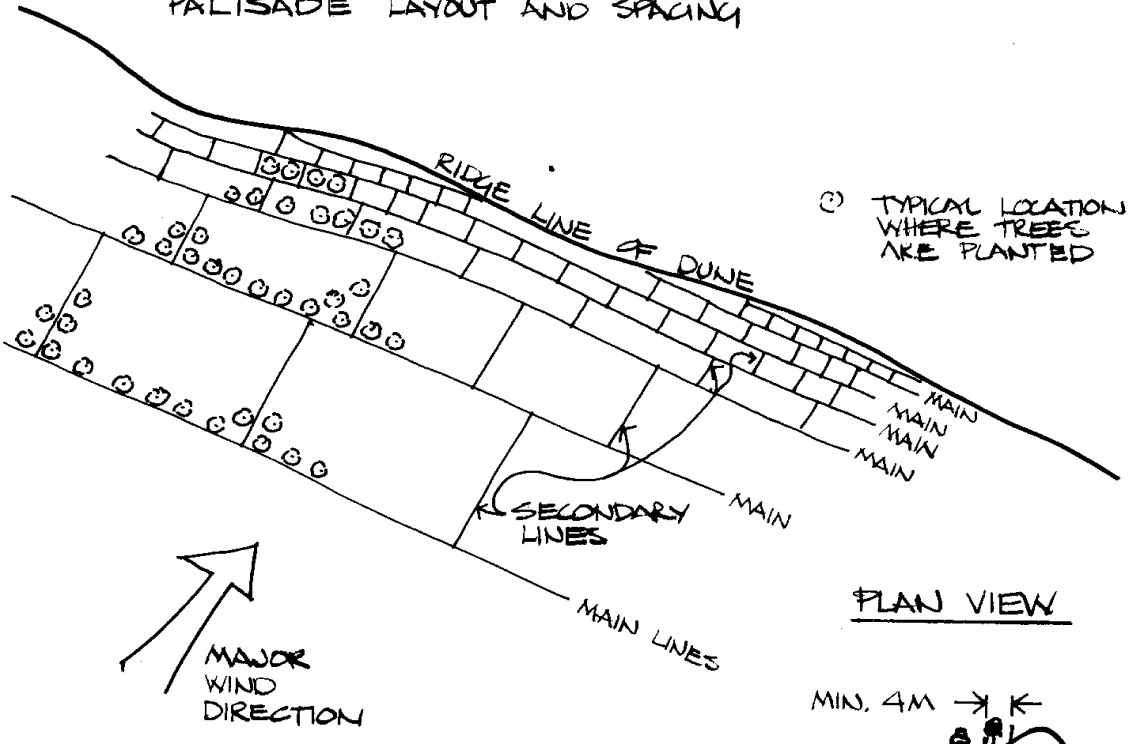 PALISADE LAYOUT AND SPACING
RIDGE LINE OF DUNE
TYPICAL LOCATION
WHERE TREES
ARE PLANTED
MAIN
MAIN
MAIN
MAIN
MAIN
SECONDARY
LINES
MAIN LINES
PLAN VIEW
MAJOR
WIND
DIRECTION
MIN. 4M